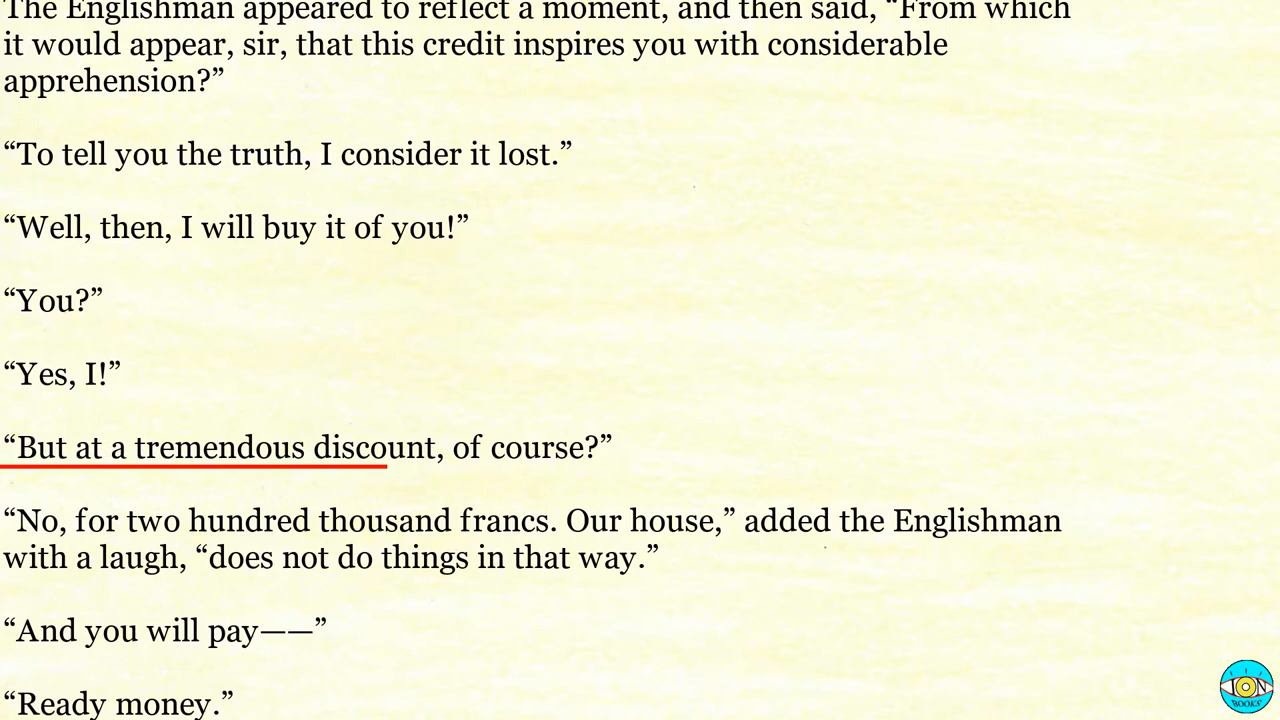 The Englishman appeared to reflect a moment, and then said, “From which
it would appear, sir, that this credit inspires you with considerable
apprehension?”
“To tell you the truth, I consider it lost.”
“Well, then, I will buy it of you!”
“You?”
“Yes, I!”
“But at a tremendous discount, of course?”
“No, for two hundred thousand francs. Our house,” added the Englishman
with a laugh, “does not do things in that way.”
“And you will pay——”
“Ready money.”
ION
BOOKS